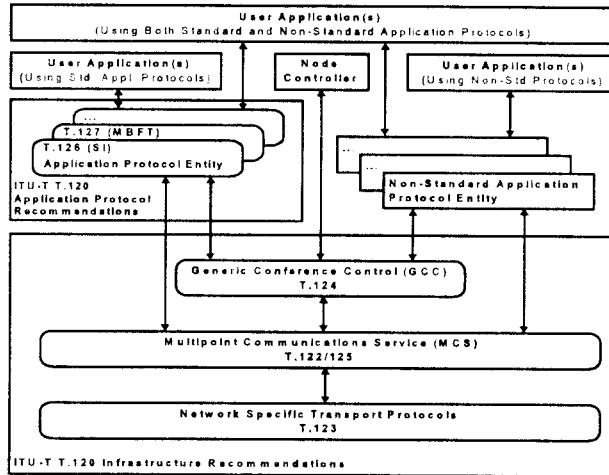 User Application(s)
(Using Both Standard and Non-Standard Application Protocols)
User Application(s)
(Using Std. Appl. Protocols)
Node
Controller
User Application(s)
(Using Non-Std Protocols)
...
T.127 (MBFT)
T.126 (SI)
Application Protocol Entity
ITU-T T.120
Application Protocol
Recommendations
...
...
Non-Standard Application
Protocol Entity
Generic Conference Control (GCC)
T.124
Multipoint Communications Service (MCS)
T.122/125
Network Specific Transport Protocols
T.123
ITU-T T.120 Infrastructure Recommendations